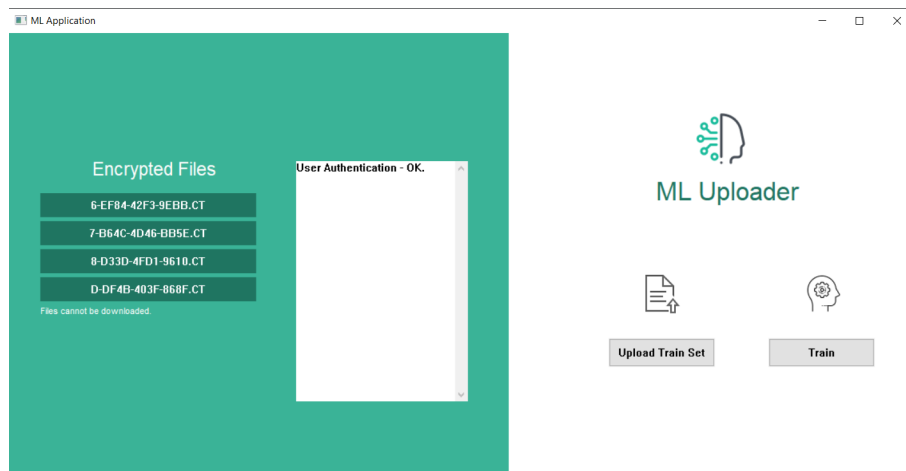 ML Application
Encrypted Files
6-EF84-42F3-9EBB.CT
7-B64C-4D46-BB5E.CT
8-D33D-4FD1-9610.CT
D-DF4B-403F-868F.CT
Files cannot be downloaded.
User Authentication - OK.
ML Uploader
Upload Train Set
Train